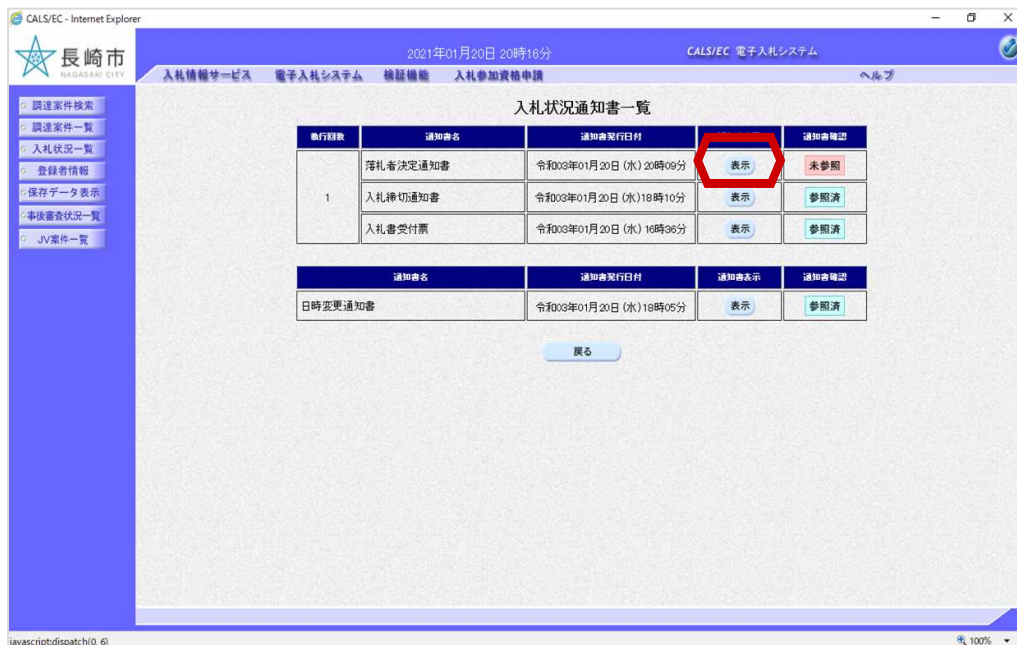 CALS/EC - Internet Explorer
長崎市
NAGASAKI CITY
2021年01月20日 20時16分
CALS/EC 電子入札システム
入札情報サービス 電子入札システム 検証機能 入札参加資格申請 ヘルプ
調達案件検索
調達案件一覧
入札状況一覧
登録者情報
保存データ表示
事後審査状況一覧
JV案件一覧
入札状況通知書一覧
執行回数 通知書名 通知書発行日付 通知書確認
落札者決定通知書 令和03年01月20日 (水) 20時09分 表示 未参照
1 入札締切通知書 令和03年01月20日 (水)18時10分 表示 参照済
入札書受付票 令和03年01月20日 (水) 16時36分 表示 参照済
通知書名 通知書発行日付 通知書表示 通知書確認
日時変更通知書 令和03年01月20日 (水)18時05分 表示 参照済
戻る
javascript:dispatch(0, 6)
100%